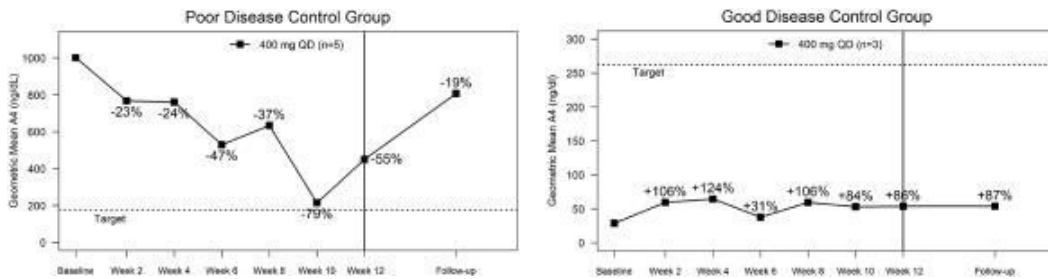 Poor Disease Control Group
400 mg QD (n=5)
Geometric Mean A4 (ng/dL)
1000
800
600
400
200
0
-23%
-24%
-47%
-37%
-79%
-55%
-19%
Target
Baseline Week 2 Week 4 Week 6 Week 8 Week 10 Week 12 Follow-up
Good Disease Control Group
400 mg QD (n=3)
Geometric Mean A4 (ng/dl)
300
250
200
150
100
50
0
Target
+106%
+124%
+31%
+106%
+84%
+86%
+87%
Baseline Week 2 Week 4 Week 6 Week 8 Week 10 Week 12 Follow-up